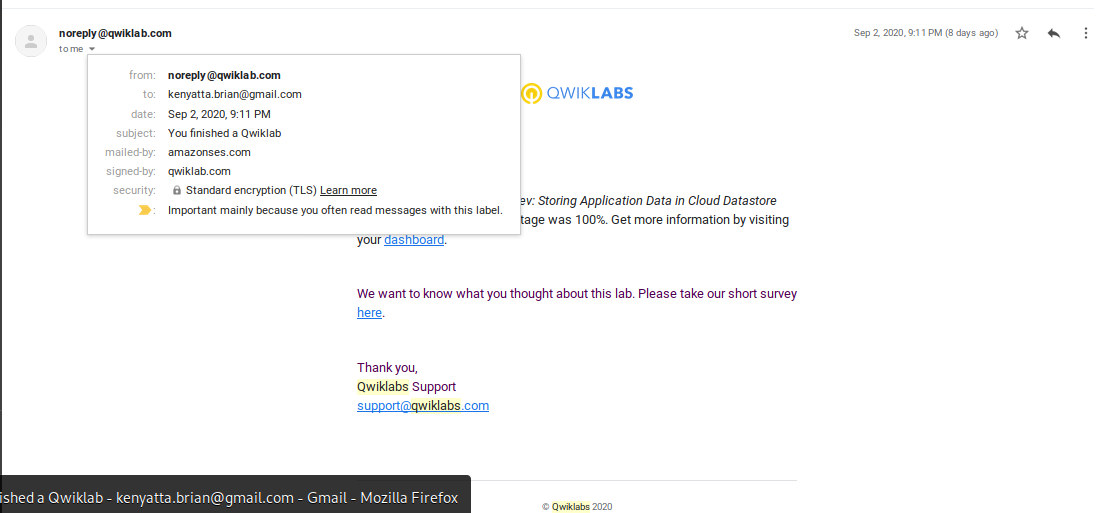 noreply@qwiklab.com
Sep 2, 2020, 9:11 PM (8 days ago)
to me
from: noreply@qwiklab.com
to: kenyatta.brian@gmail.com
date: Sep 2, 2020, 9:11 PM
subject: You finished a Qwiklab
mailed-by: amazonses.com
signed-by: qwiklab.com
security: Standard encryption (TLS) Learn more
: Important mainly because you often read messages with this label.
QWIKLABS
ev: Storing Application Data in Cloud Datastore
tage was 100%. Get more information by visiting
your dashboard.
We want to know what you thought about this lab. Please take our short survey
here.
Thank you,
Qwiklabs Support
support@qwiklabs.com
ished a Qwiklab - kenyatta.brian@gmail.com - Gmail - Mozilla Firefox
© Qwiklabs 2020